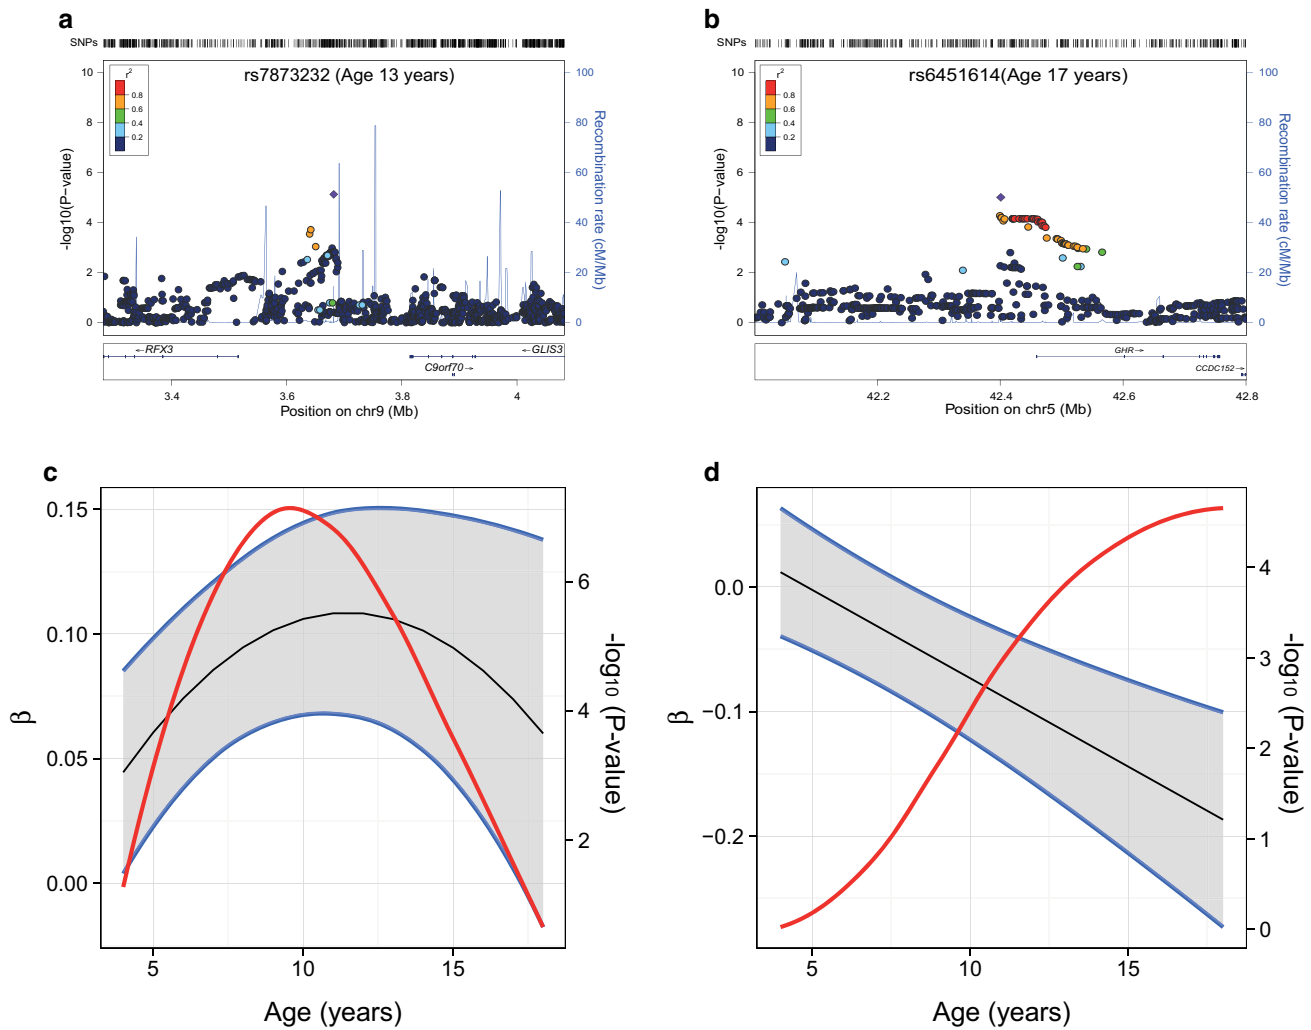 a
SNPs
rs7873232 (Age 13 years)
r2
0.8
0.6
0.4
0.2
10
8
6
4
2
0
-log10(P−value)
100
80
60
40
20
0
Recombination rate (cM/Mb)
←RFX3
←GLIS3
C9orf70→
3.4
3.6
3.8
4
Position on chr9 (Mb)
b
SNPs
rs6451614(Age 17 years)
r2
0.8
0.6
0.4
0.2
10
8
6
4
2
0
-log10(P−value)
100
80
60
40
20
0
Recombination rate (cM/Mb)
GHR→
CCDC152→
42.2
42.4
42.6
42.8
Position on chr5 (Mb)
c
0.15
0.10
0.05
0.00
β
6
4
2
-log10 (P-value)
5
10
15
Age (years)
d
0.0
−0.1
−0.2
β
4
3
2
1
0
-log10 (P-value)
5
10
15
Age (years)